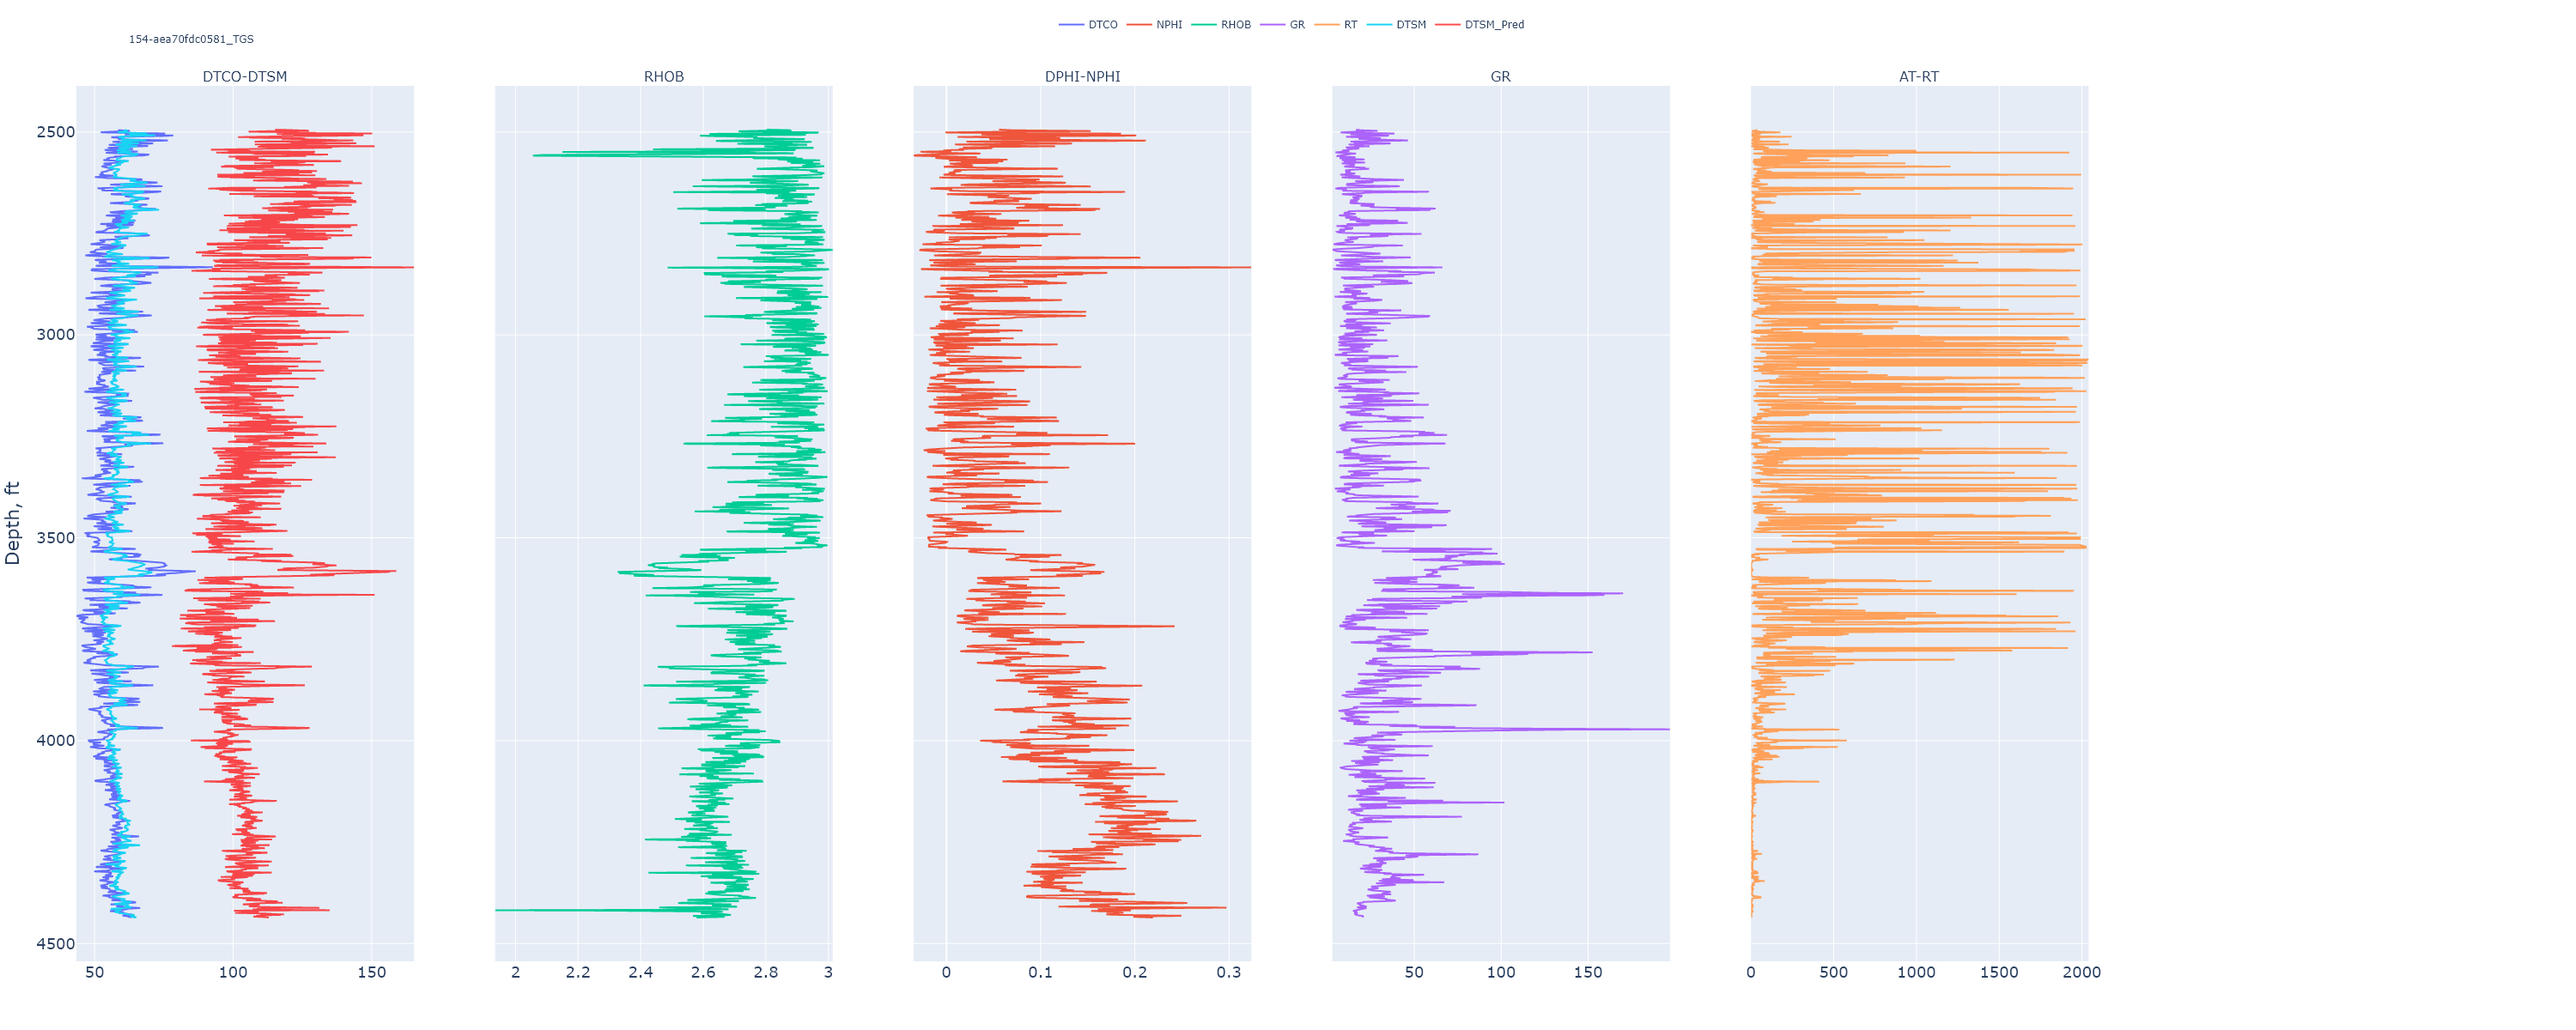 DTCO NPHI RHOB GR RT DTSM DTSM_Pred
154-aea70fdc0581_TGS
DTCO-DTSM RHOB DPHI-NPHI GR AT-RT
2500
3000
3500
4000
4500
Depth, ft
50 100 150 2 2.2 2.4 2.6 2.8 3 0 0.1 0.2 0.3 50 100 150 0 500 1000 1500 2000